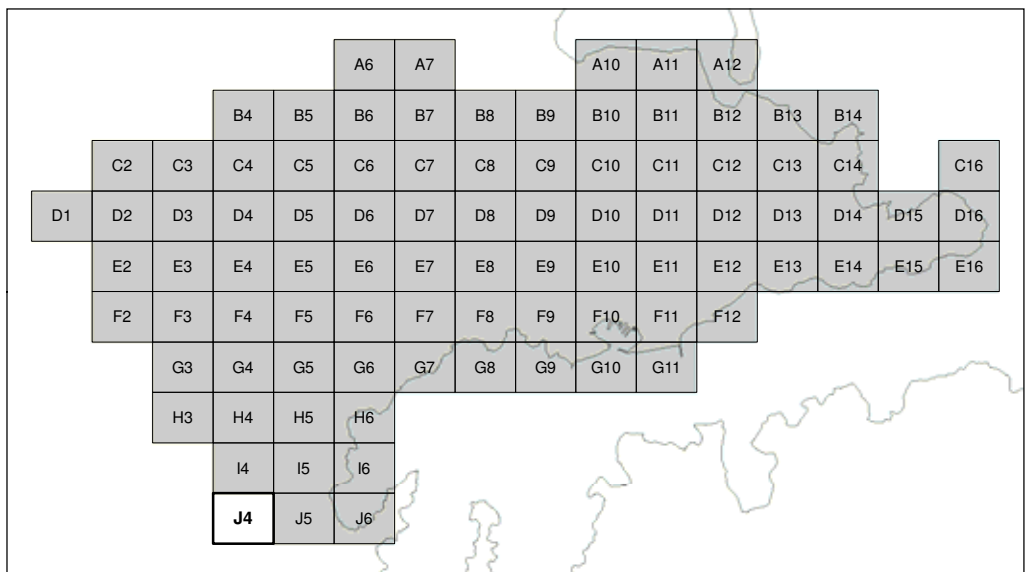 A6 A7 A10 A11 A12
B4 B5 B6 B7 B8 B9 B10 B11 B12 B13 B14
C2 C3 C4 C5 C6 C7 C8 C9 C10 C11 C12 C13 C14 C16
D1 D2 D3 D4 D5 D6 D7 D8 D9 D10 D11 D12 D13 D14 D15 D16
E2 E3 E4 E5 E6 E7 E8 E9 E10 E11 E12 E13 E14 E15 E16
F2 F3 F4 F5 F6 F7 F8 F9 F10 F11 F12
G3 G4 G5 G6 G7 G8 G9 G10 G11
H3 H4 H5 H6
I4 I5 I6
J4 J5 J6